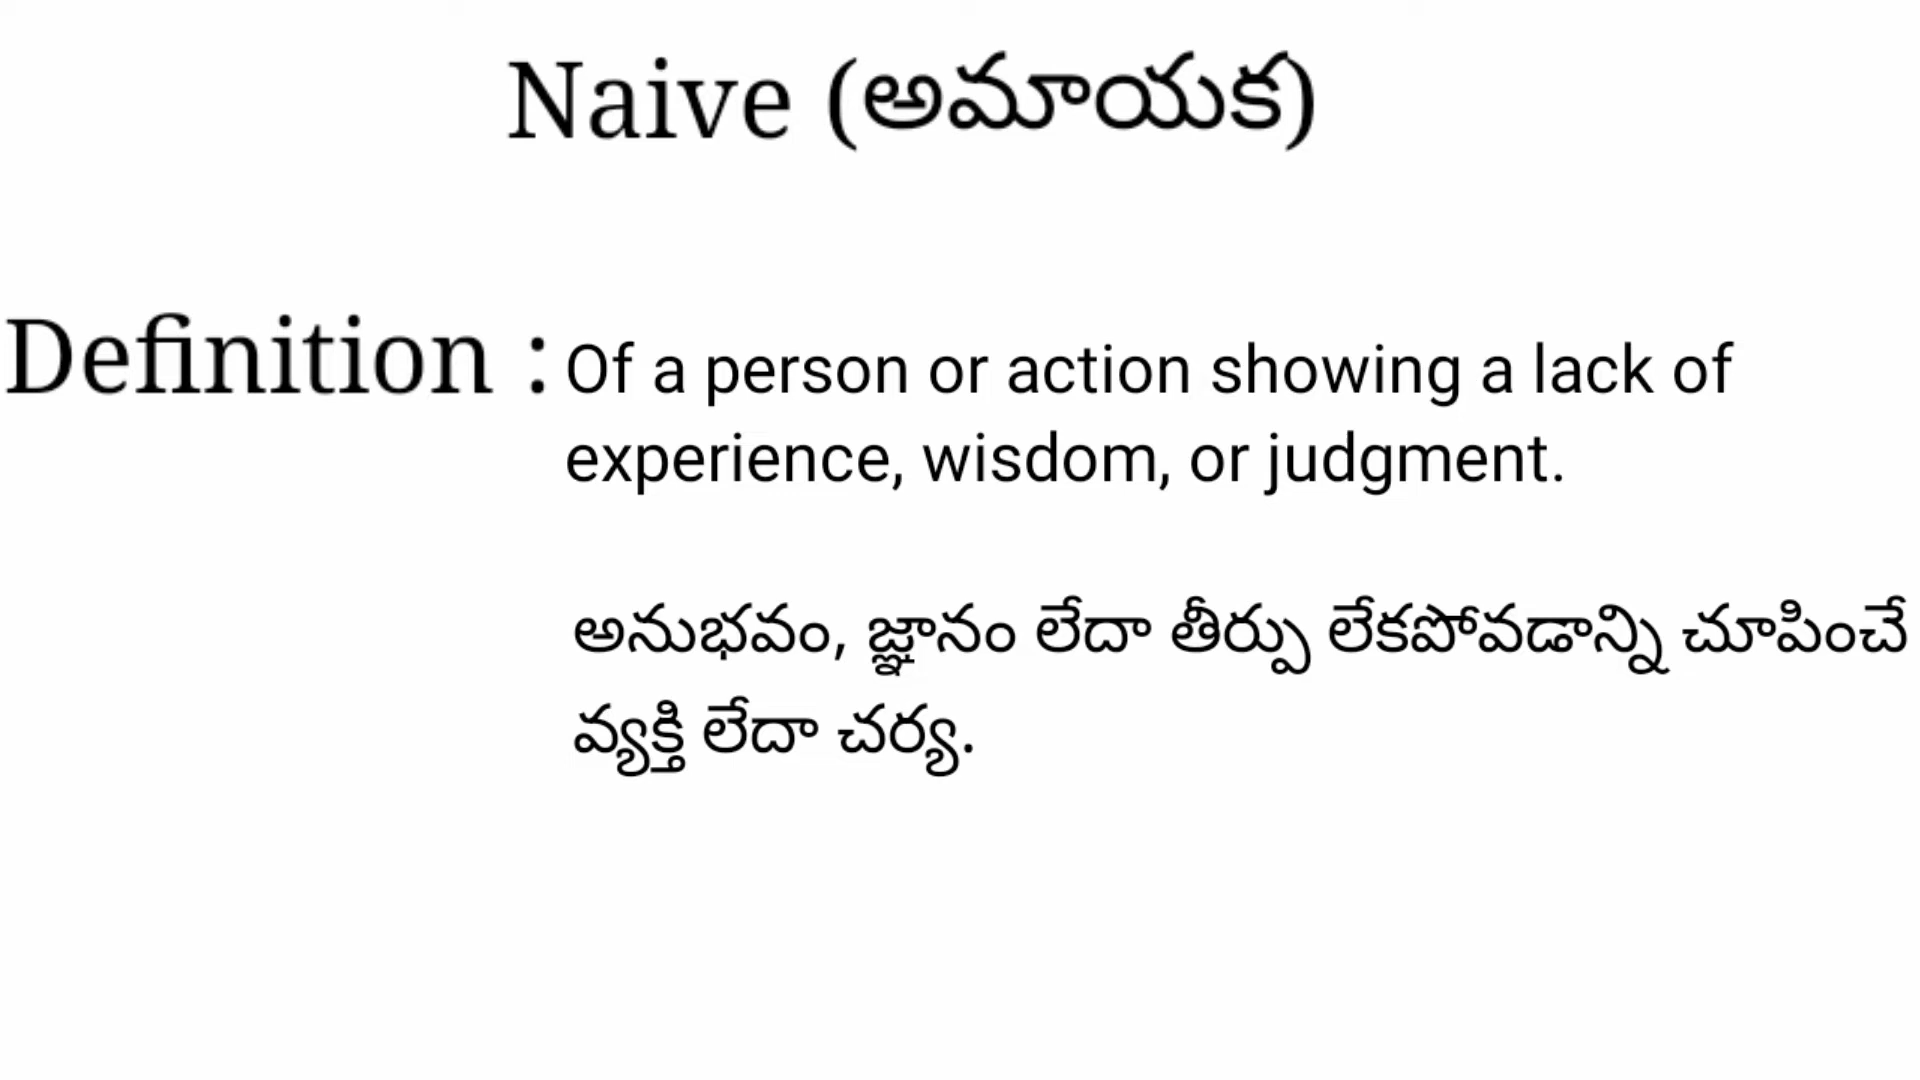 Naive (అమాయక)
Definition : Of a person or action showing a lack of
experience, wisdom, or judgment.
అనుభవం, జ్ఞానం లేదా తీర్పు లేకపోవడాన్ని చూపించే
వ్యక్తి లేదా చర్య.